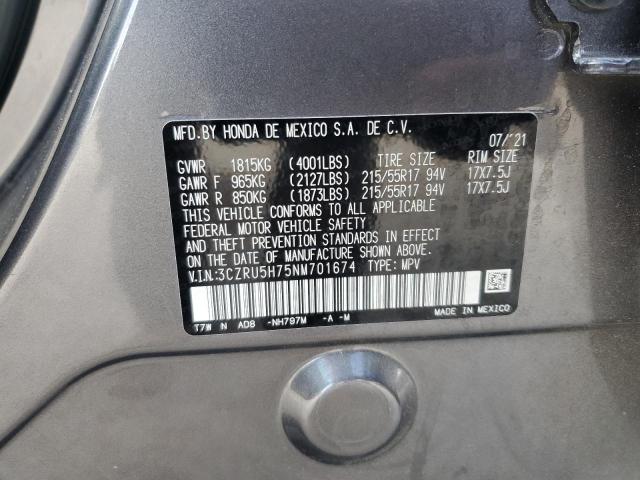 MFD.BY HONDA DE MEXICO S.A. DE C.V.
07/'21
GVWR 1815KG (4001LBS) TIRE SIZE RIM SIZE
GAWR F 965KG (2127LBS) 215/55R17 94V 17X7.5J
GAWR R 850KG (1873LBS) 215/55R17 94V 17X7.5J
THIS VEHICLE CONFORMS TO ALL APPLICABLE
FEDERAL MOTOR VEHICLE SAFETY
AND THEFT PREVENTION STANDARDS IN EFFECT
ON THE DATE OF MANUFACTURE SHOWN ABOVE.
V.I.N:3CZRU5H75NM701674 TYPE: MPV
T7W N AD8 -NH797M -A -M MADE IN MEXICO